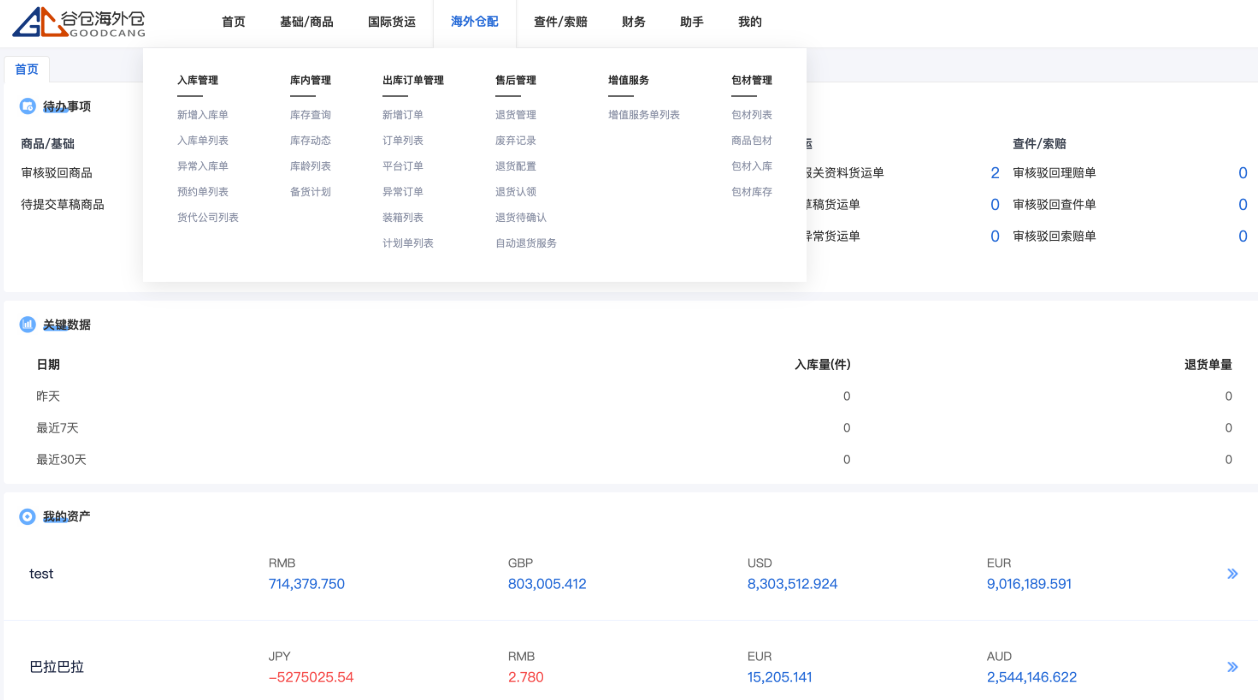 谷仓海外仓
GOODCANG
首页 基础/商品 国际货运 海外仓配 查件/索赔 财务 助手 我的
首页
入库管理 库内管理 出库订单管理 售后管理 增值服务 包材管理
新增入库单 库存查询 新增订单 退货管理 增值服务单列表 包材列表
入库单列表 库存动态 订单列表 废弃记录 商品包材
异常入库单 库龄列表 平台订单 退货配置 包材入库
预约单列表 备货计划 异常订单 退货认领 包材库存
货代公司列表 装箱列表 退货待确认
计划单列表 自动退货服务
待办事项
商品/基础 查件/索赔
审核驳回商品 关资料货运单 2 审核驳回理赔单 0
待提交草稿商品 稿货运单 0 审核驳回查件单 0
常货运单 0 审核驳回索赔单 0
关键数据
日期 入库量(件) 退货单量
昨天 0 0
最近7天 0 0
最近30天 0 0
我的资产
test
RMB GBP USD EUR
714,379.750 803,005.412 8,303,512.924 9,016,189.591
巴拉巴拉
JPY RMB EUR AUD
-5275025.54 2.780 15,205.141 2,544,146.622